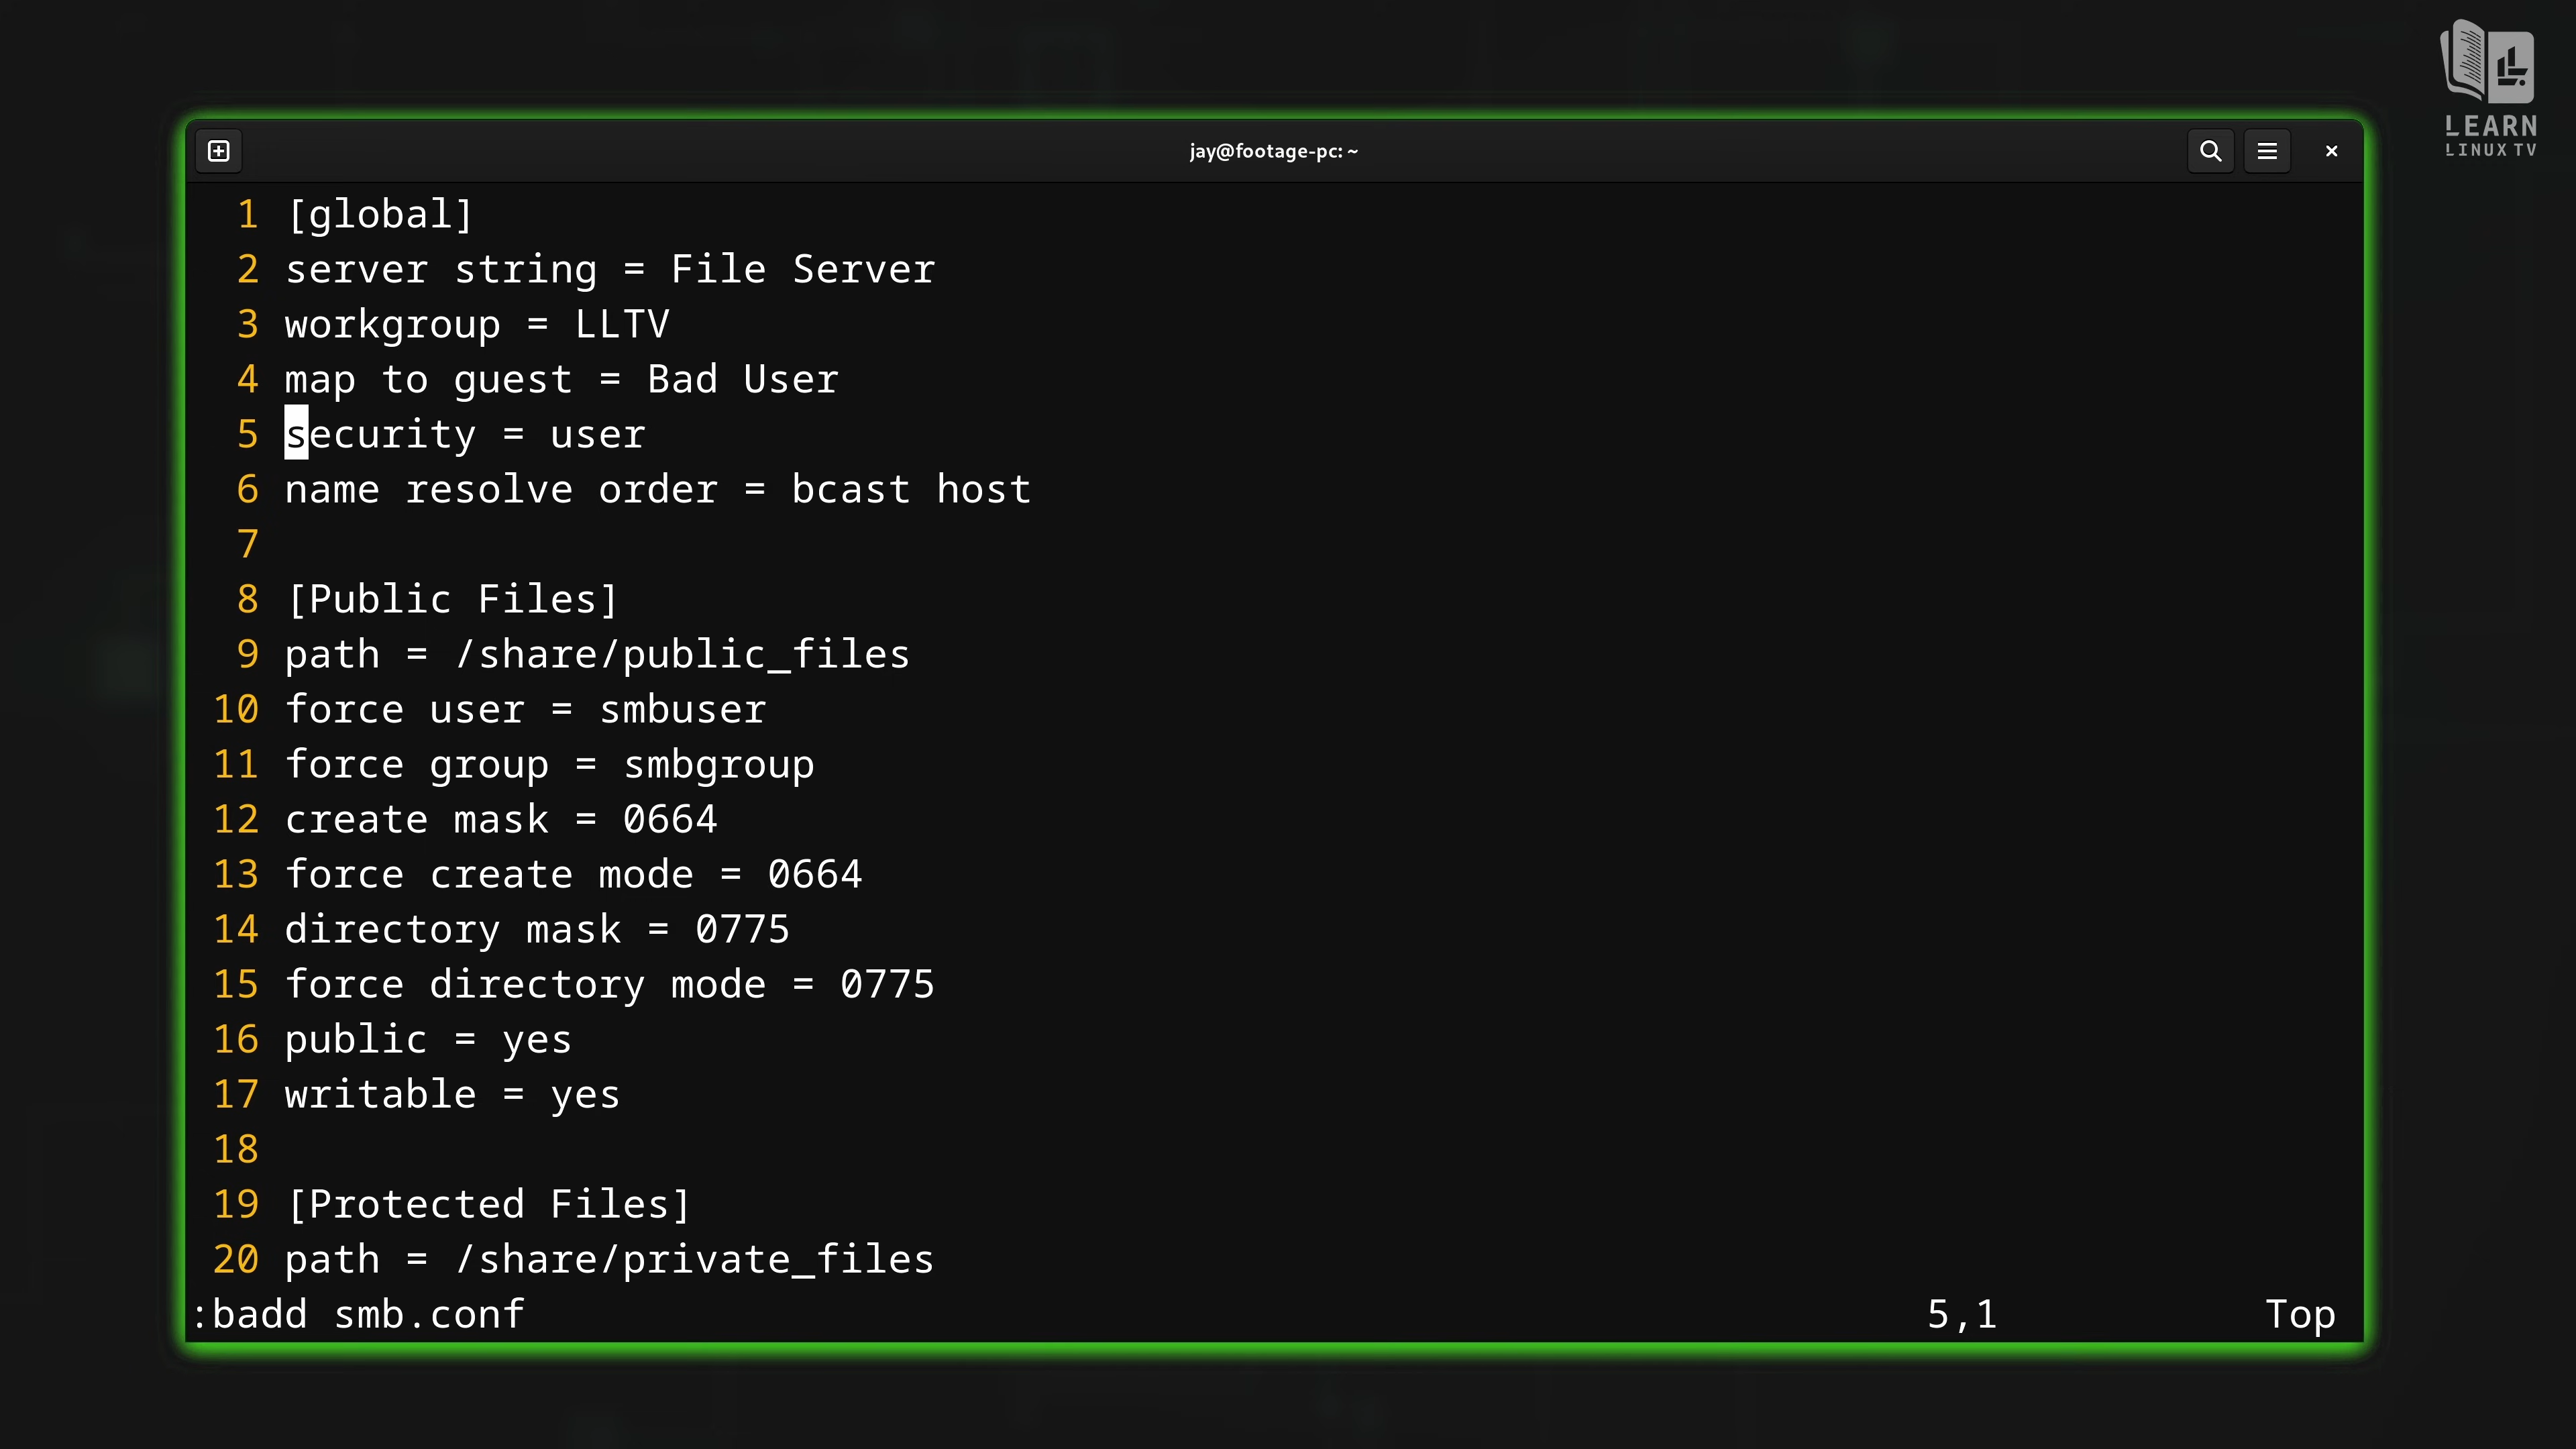 jay@footage-pc: ~
LEARN
LINUX TV
1 [global]
2 server string = File Server
3 workgroup = LLTV
4 map to guest = Bad User
5 security = user
6 name resolve order = bcast host
7
8 [Public Files]
9 path = /share/public_files
10 force user = smbuser
11 force group = smbgroup
12 create mask = 0664
13 force create mode = 0664
14 directory mask = 0775
15 force directory mode = 0775
16 public = yes
17 writable = yes
18
19 [Protected Files]
20 path = /share/private_files
:badd smb.conf 5,1 Top